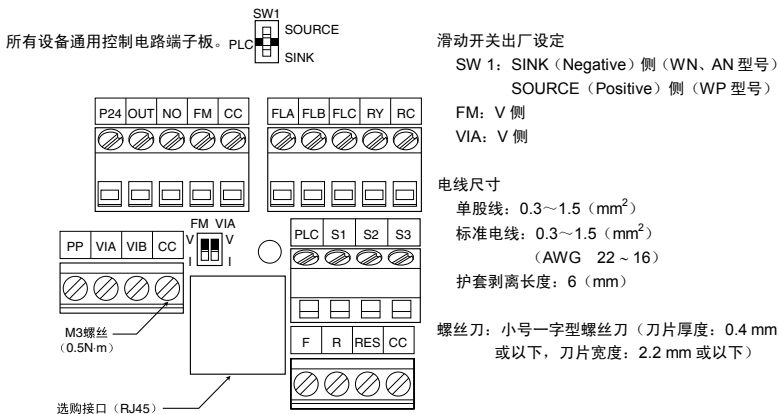 所有设备通用控制电路端子板。
SW1
SOURCE
PLC
SINK
滑动开关出厂设定
SW 1：SINK（Negative）侧（WN、AN 型号）
SOURCE（Positive）侧（WP 型号）
FM：V 侧
VIA：V 侧
P24 OUT NO FM CC
FLA FLB FLC RY RC
电线尺寸
单股线：0.3～1.5（mm²）
标准电线：0.3～1.5（mm²）
（AWG 22 ~ 16）
护套剥离长度：6（mm）
FM VIA
V V
I I
PP VIA VIB CC
PLC S1 S2 S3
M3螺丝
（0.5N·m）
F R RES CC
螺丝刀：小号一字型螺丝刀（刀片厚度：0.4 mm
或以下，刀片宽度：2.2 mm 或以下）
选购接口（RJ45）